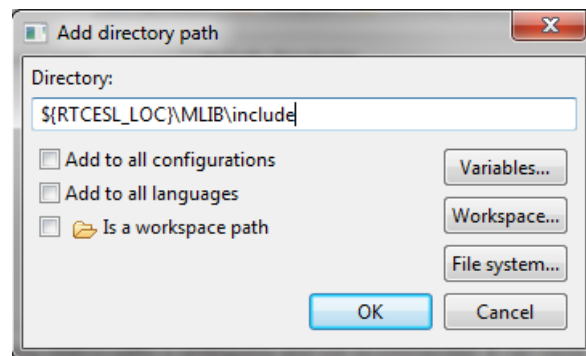 Add directory path
X
Directory:
${RTCESL_LOC}\MLIB\include
Add to all configurations
Variables...
Add to all languages
Workspace...
Is a workspace path
File system...
OK
Cancel